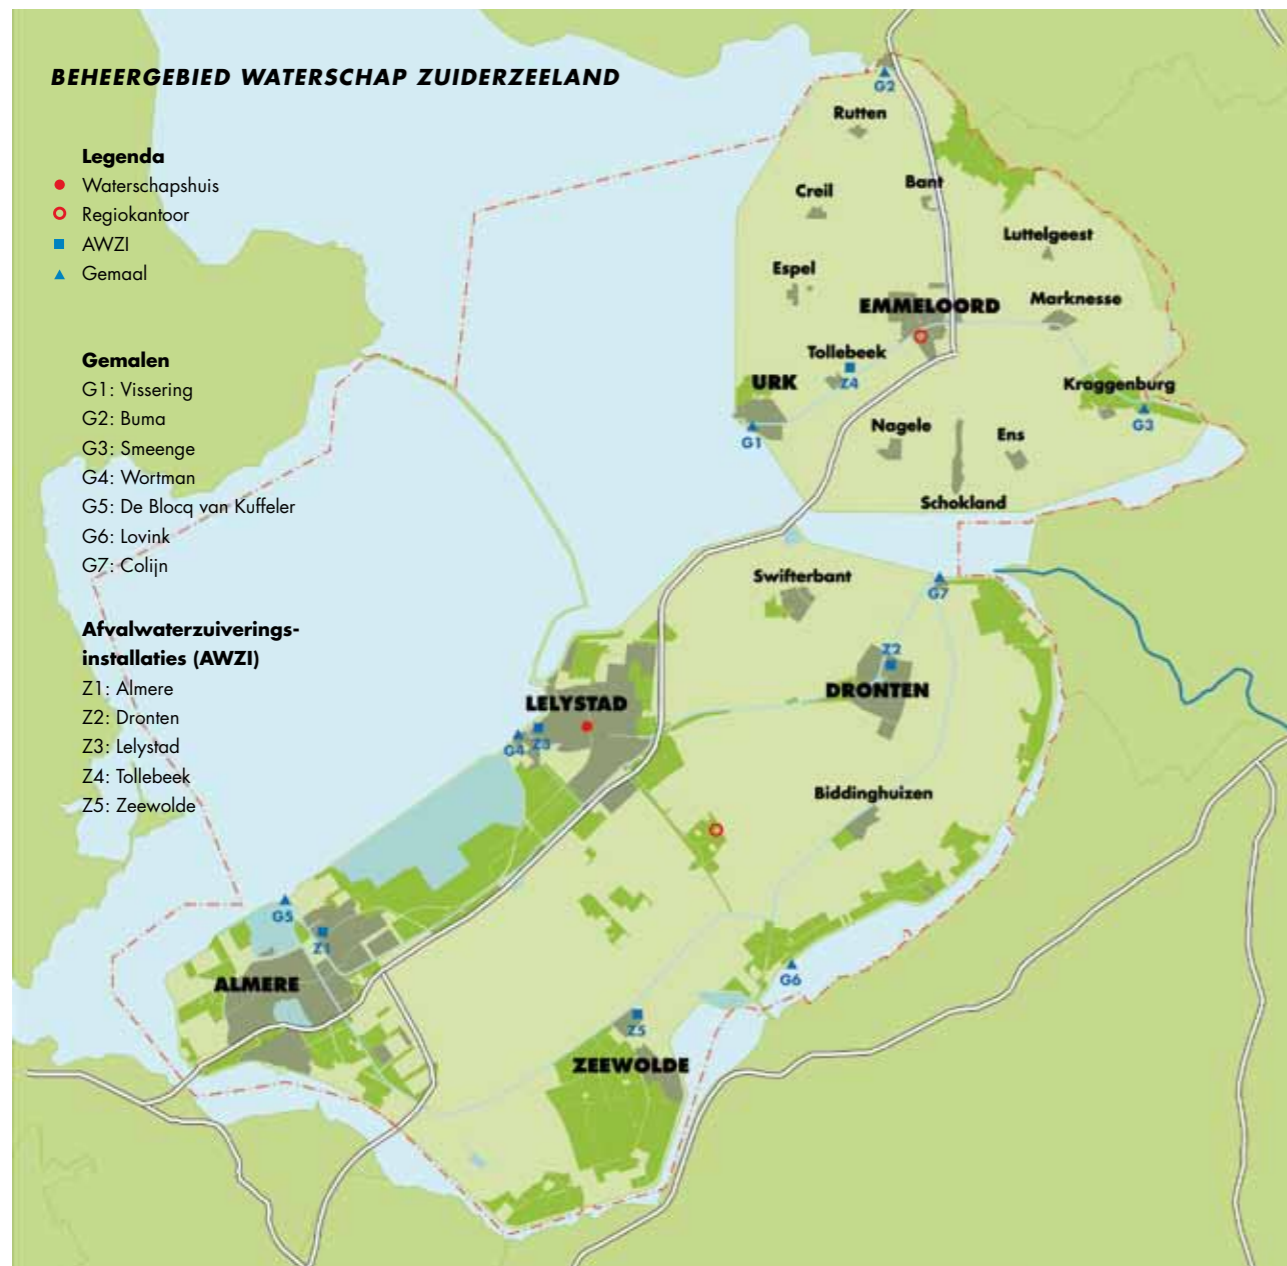 BEHEERGEBIED WATERSCHAP ZUIDERZEELAND
Legenda
Waterschapshuis
Regiokantoor
AWZI
Gemaal
Gemalen
G1: Vissering
G2: Buma
G3: Smeenge
G4: Wortman
G5: De Blocq van Kuffeler
G6: Lovink
G7: Colijn
Afvalwaterzuiverings-
installaties (AWZI)
Z1: Almere
Z2: Dronten
Z3: Lelystad
Z4: Tollebeek
Z5: Zeewolde
G2
Rutten
Creil
Bant
Luttelgeest
Espel
EMMELOORD
Marknesse
Tollebeek
Z4
URK
Kraggenburg
G1
G3
Nagele
Ens
Schokland
Swifterbant
G7
Z2
DRONTEN
LELYSTAD
G4
Z3
Biddinghuizen
G5
Z1
ALMERE
G6
Z5
ZEEWOLDE